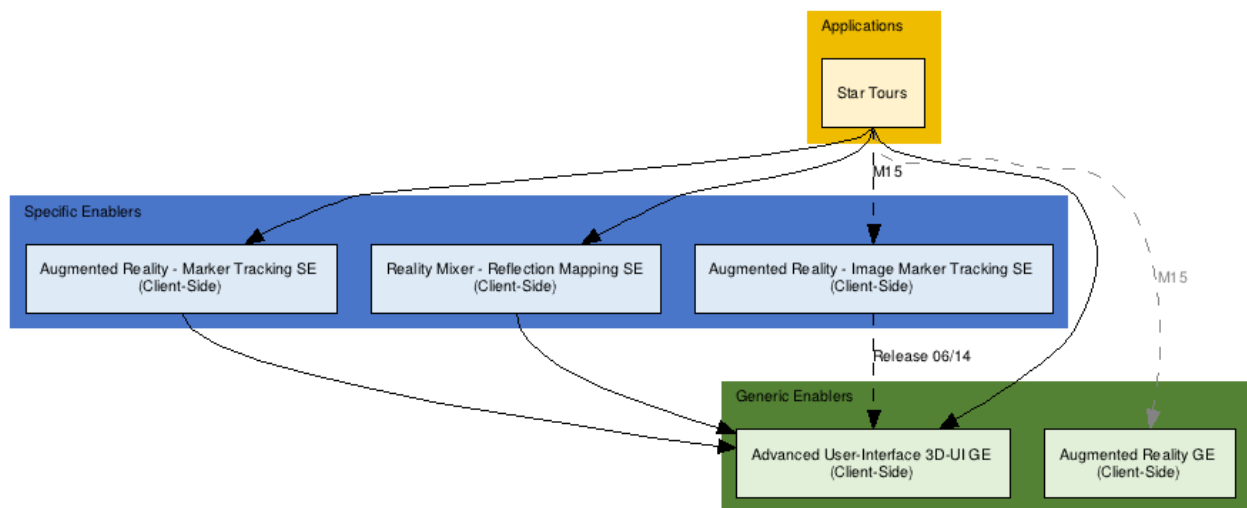 Applications
Star Tours
M15
Specific Enablers
Augmented Reality - Marker Tracking SE
(Client-Side)
Reality Mixer - Reflection Mapping SE
(Client-Side)
Augmented Reality - Image Marker Tracking SE
(Client-Side)
M15
Release 06/14
Generic Enablers
Advanced User-Interface 3D-UI GE
(Client-Side)
Augmented Reality GE
(Client-Side)